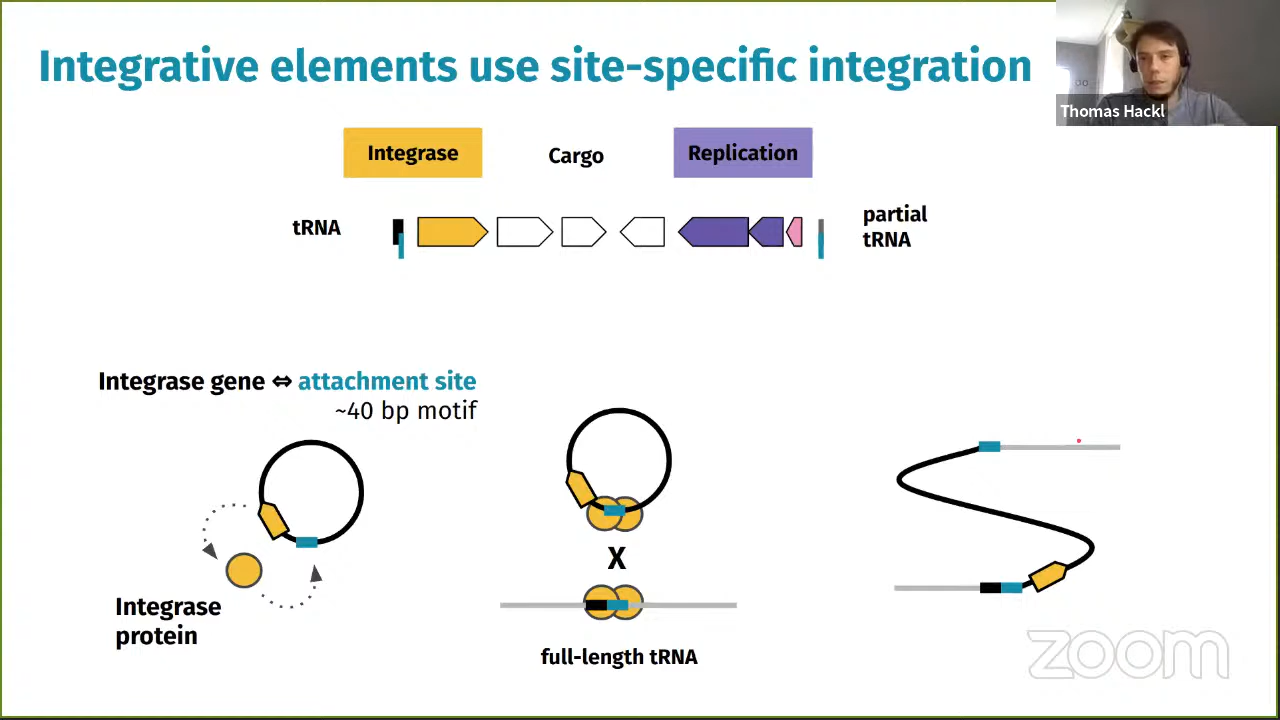 Integrative elements use site-specific integration
Thomas Hackl
Integrase
Cargo
Replication
tRNA
partial
tRNA
Integrase gene ⇔ attachment site
~40 bp motif
X
Integrase
protein
full-length tRNA
zoom